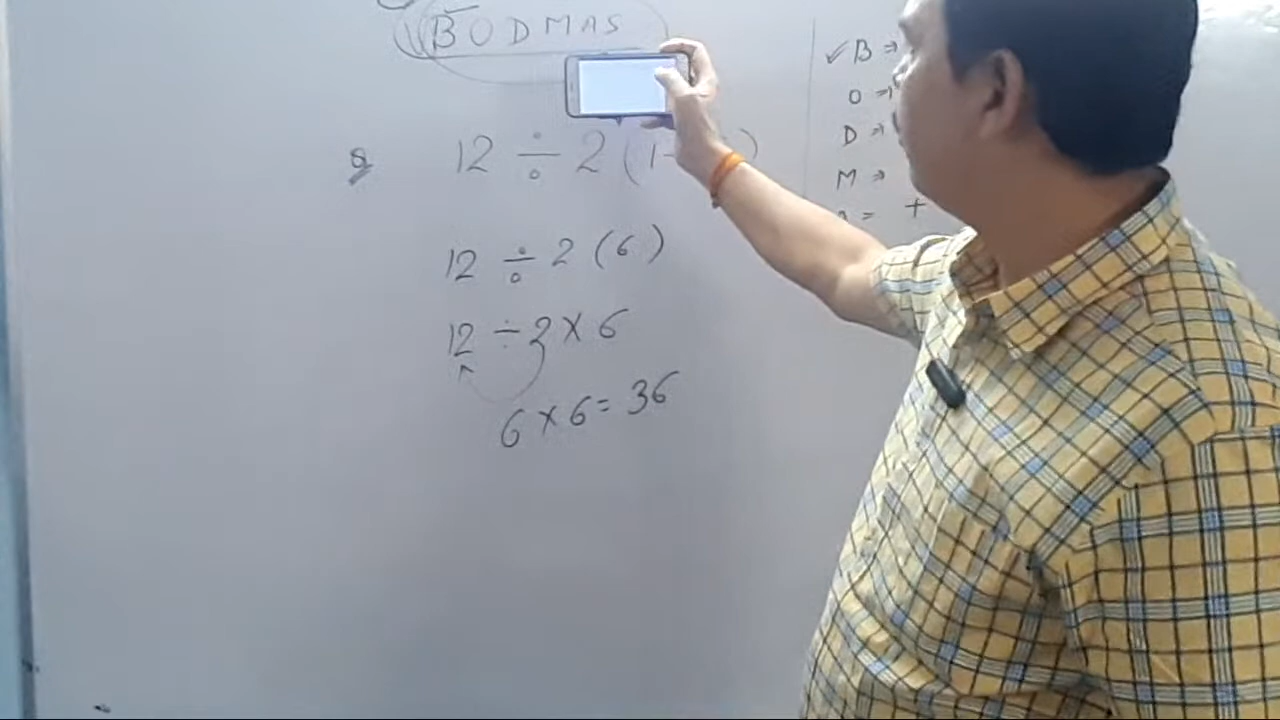 BODMAS
12 ÷ 2 (1
12 ÷ 2 (6)
12 ÷ 2 X 6
6 X 6 = 36
✓ B ⇒
O ⇒
D ⇒
M ⇒
= +